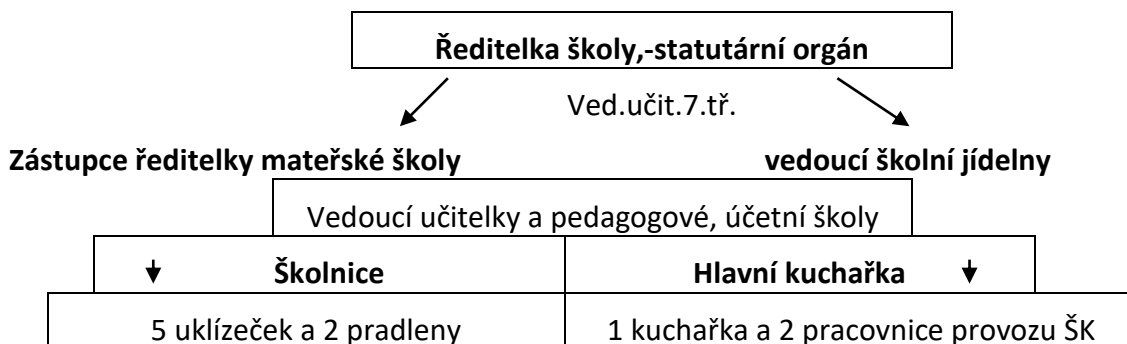 Ředitelka školy,-statutární orgán
Ved.učit.7.tř.
Zástupce ředitelky mateřské školy vedoucí školní jídelny
Vedoucí učitelky a pedagogové, účetní školy
Školnice Hlavní kuchařka
5 uklízeček a 2 pradleny 1 kuchařka a 2 pracovnice provozu ŠK